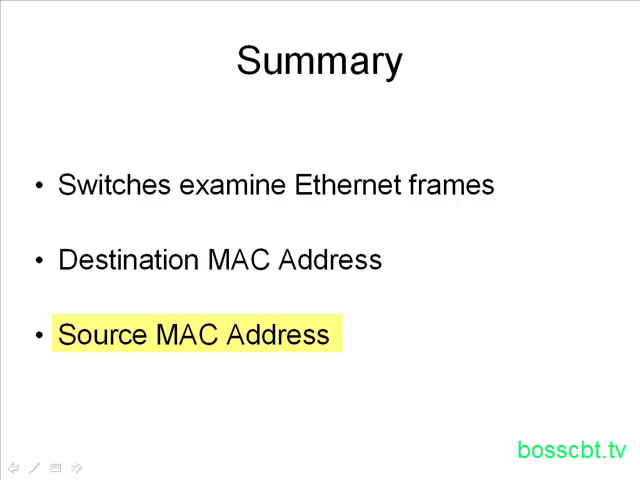 Summary
• Switches examine Ethernet frames
• Destination MAC Address
• Source MAC Address
bosscbt.tv